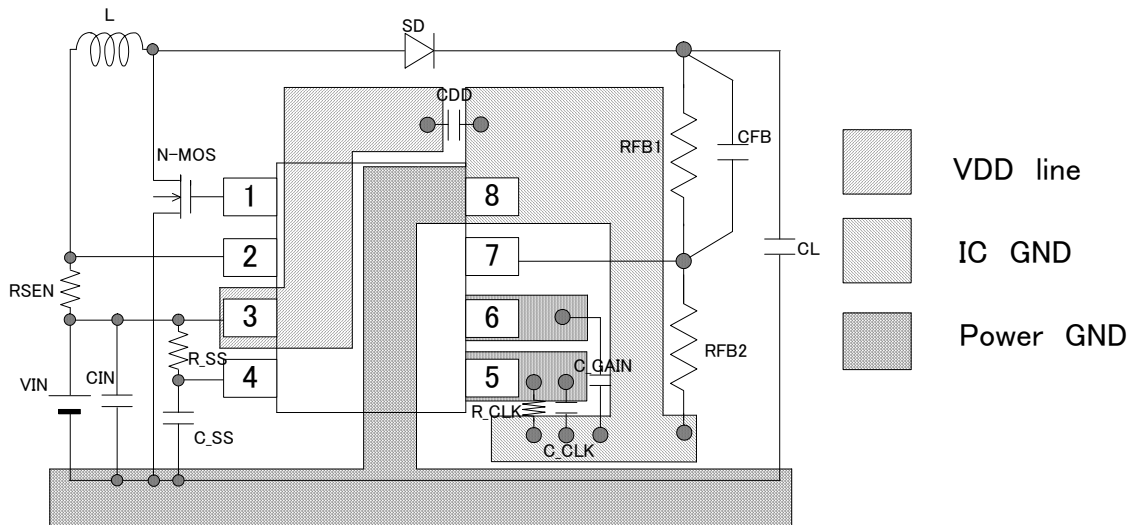 L
SD
CDD
N-MOS
RFB1
CFB
1
8
2
7
CL
RSEN
3
6
R_SS
RFB2
4
5
C_GAIN
VIN
CIN
R_CLK
C_SS
C_CLK
VDD line
IC GND
Power GND